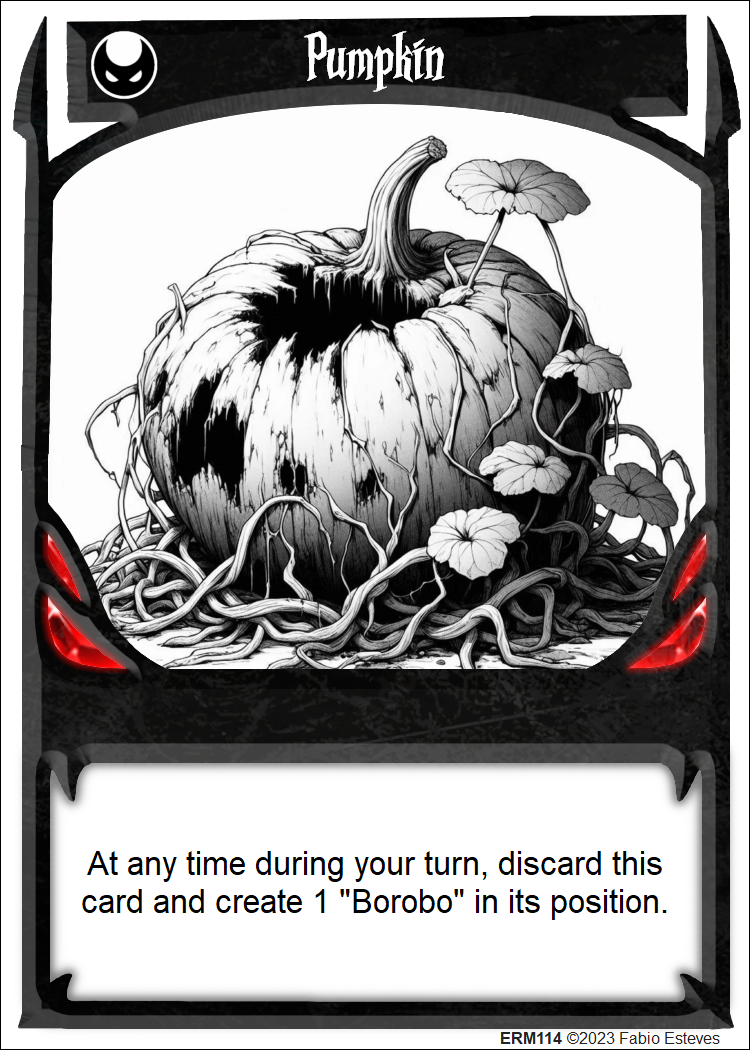 Pumpkin
At any time during your turn, discard this
card and create 1 "Borobo" in its position.
ERM114 ©2023 Fabio Esteves